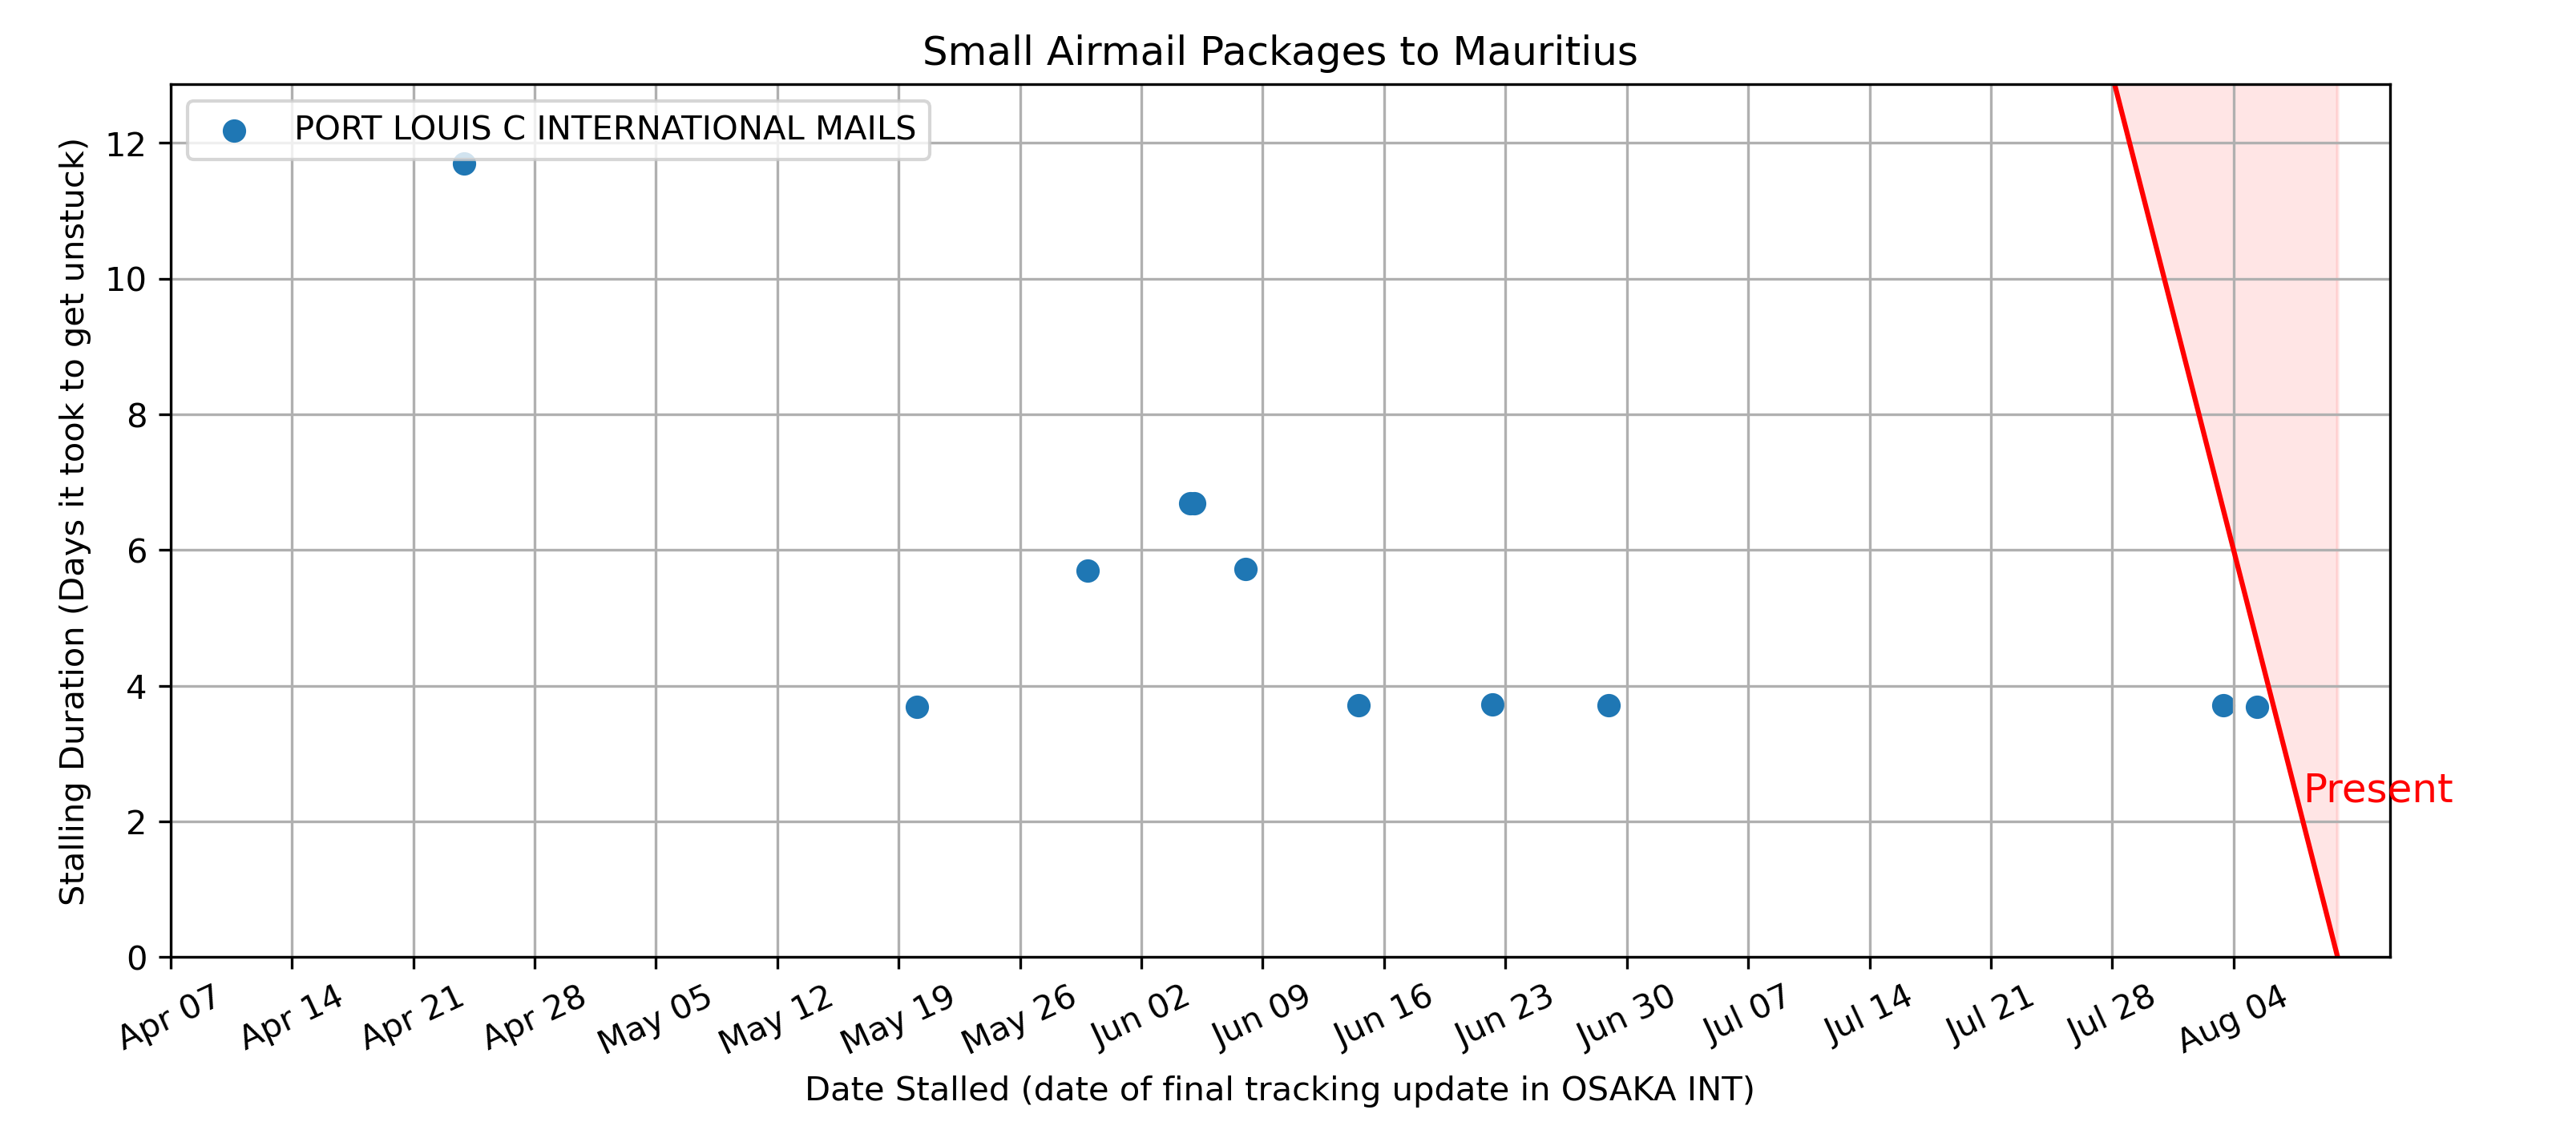 Small Airmail Packages to Mauritius
PORT LOUIS C INTERNATIONAL MAILS
Stalling Duration (Days it took to get unstuck)
12
10
8
6
4
2
0
Present
Apr 07
Apr 14
Apr 21
Apr 28
May 05
May 12
May 19
May 26
Jun 02
Jun 09
Jun 16
Jun 23
Jun 30
Jul 07
Jul 14
Jul 21
Jul 28
Aug 04
Date Stalled (date of final tracking update in OSAKA INT)